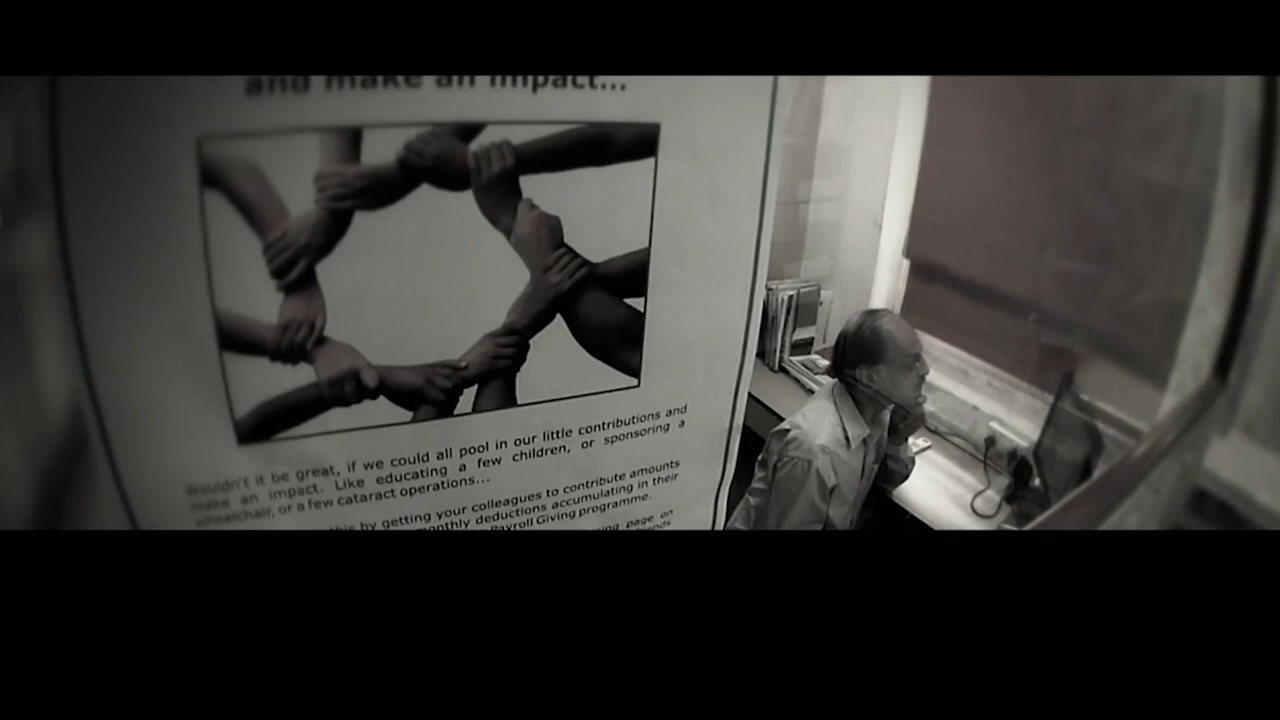 and make an impact...
Wouldn't it be great, if we could all pool in our little contributions and
make an impact. Like educating a few children, or sponsoring a
wheelchair, or a few cataract operations...
this by getting your colleagues to contribute amounts
monthly deductions accumulating in their
Payroll Giving programme.
page on